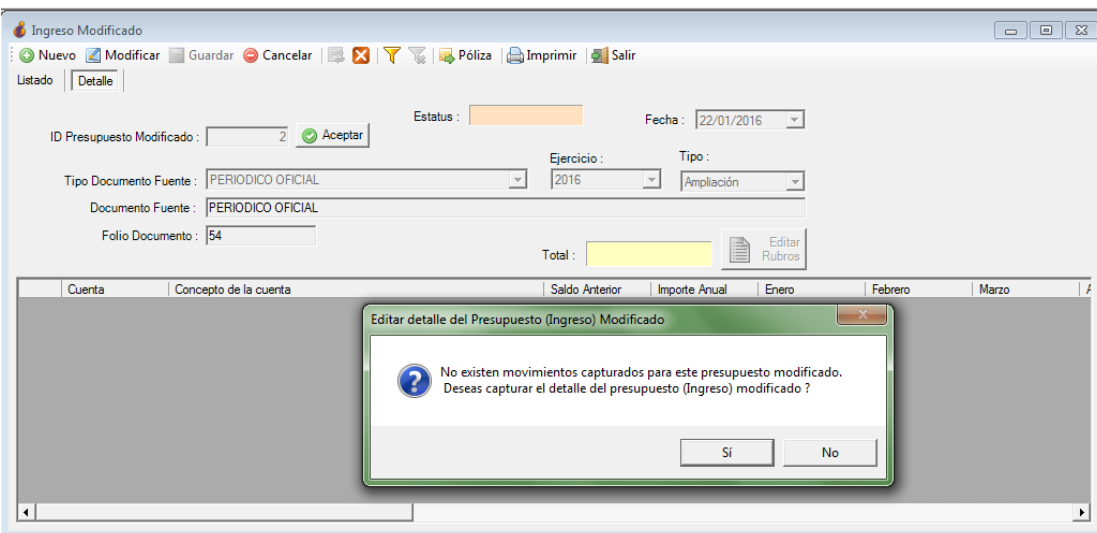 Ingreso Modificado
Nuevo Modificar Guardar Cancelar Póliza Imprimir Salir
Listado Detalle
Estatus : Fecha : 22/01/2016
ID Presupuesto Modificado : 2 Aceptar
Ejercicio : Tipo :
Tipo Documento Fuente : PERIODICO OFICIAL 2016 Ampliación
Documento Fuente : PERIODICO OFICIAL
Folio Documento : 54
Total : Editar Rubros
Cuenta Concepto de la cuenta Saldo Anterior Importe Anual Enero Febrero Marzo A
Editar detalle del Presupuesto (Ingreso) Modificado
No existen movimientos capturados para este presupuesto modificado.
Deseas capturar el detalle del presupuesto (Ingreso) modificado ?
Sí No